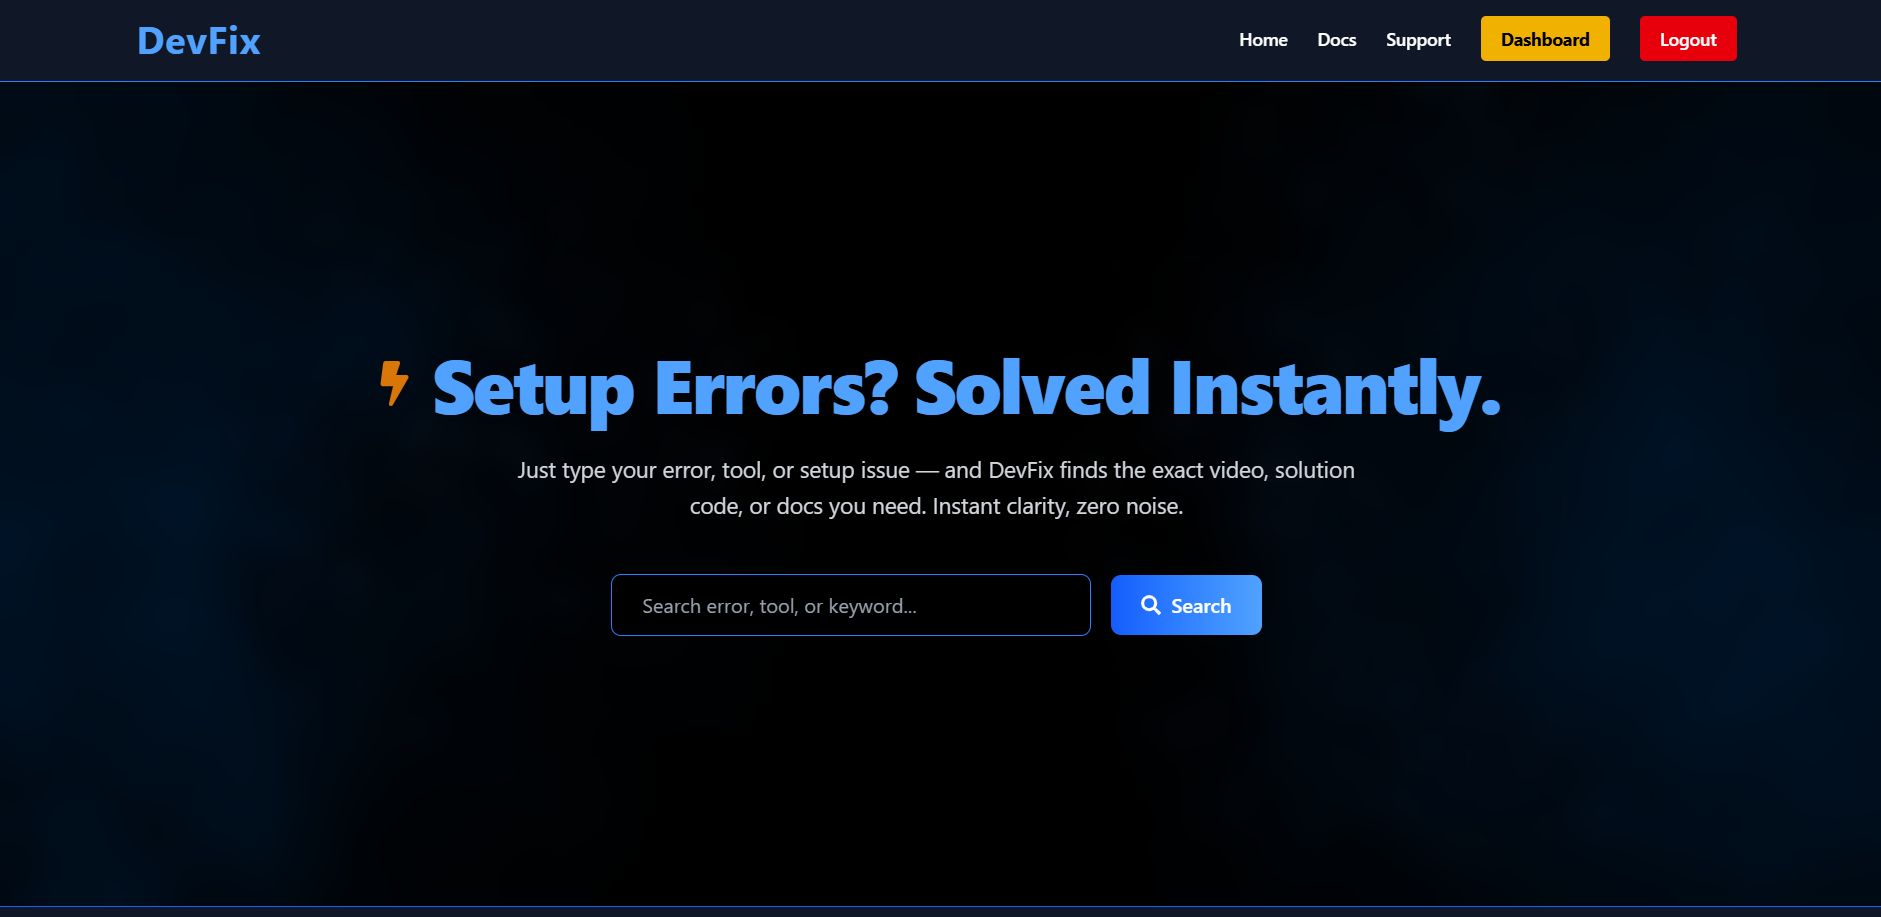 DevFix
Home Docs Support Dashboard Logout
Setup Errors? Solved Instantly.
Just type your error, tool, or setup issue — and DevFix finds the exact video, solution
code, or docs you need. Instant clarity, zero noise.
Search error, tool, or keyword...
Search